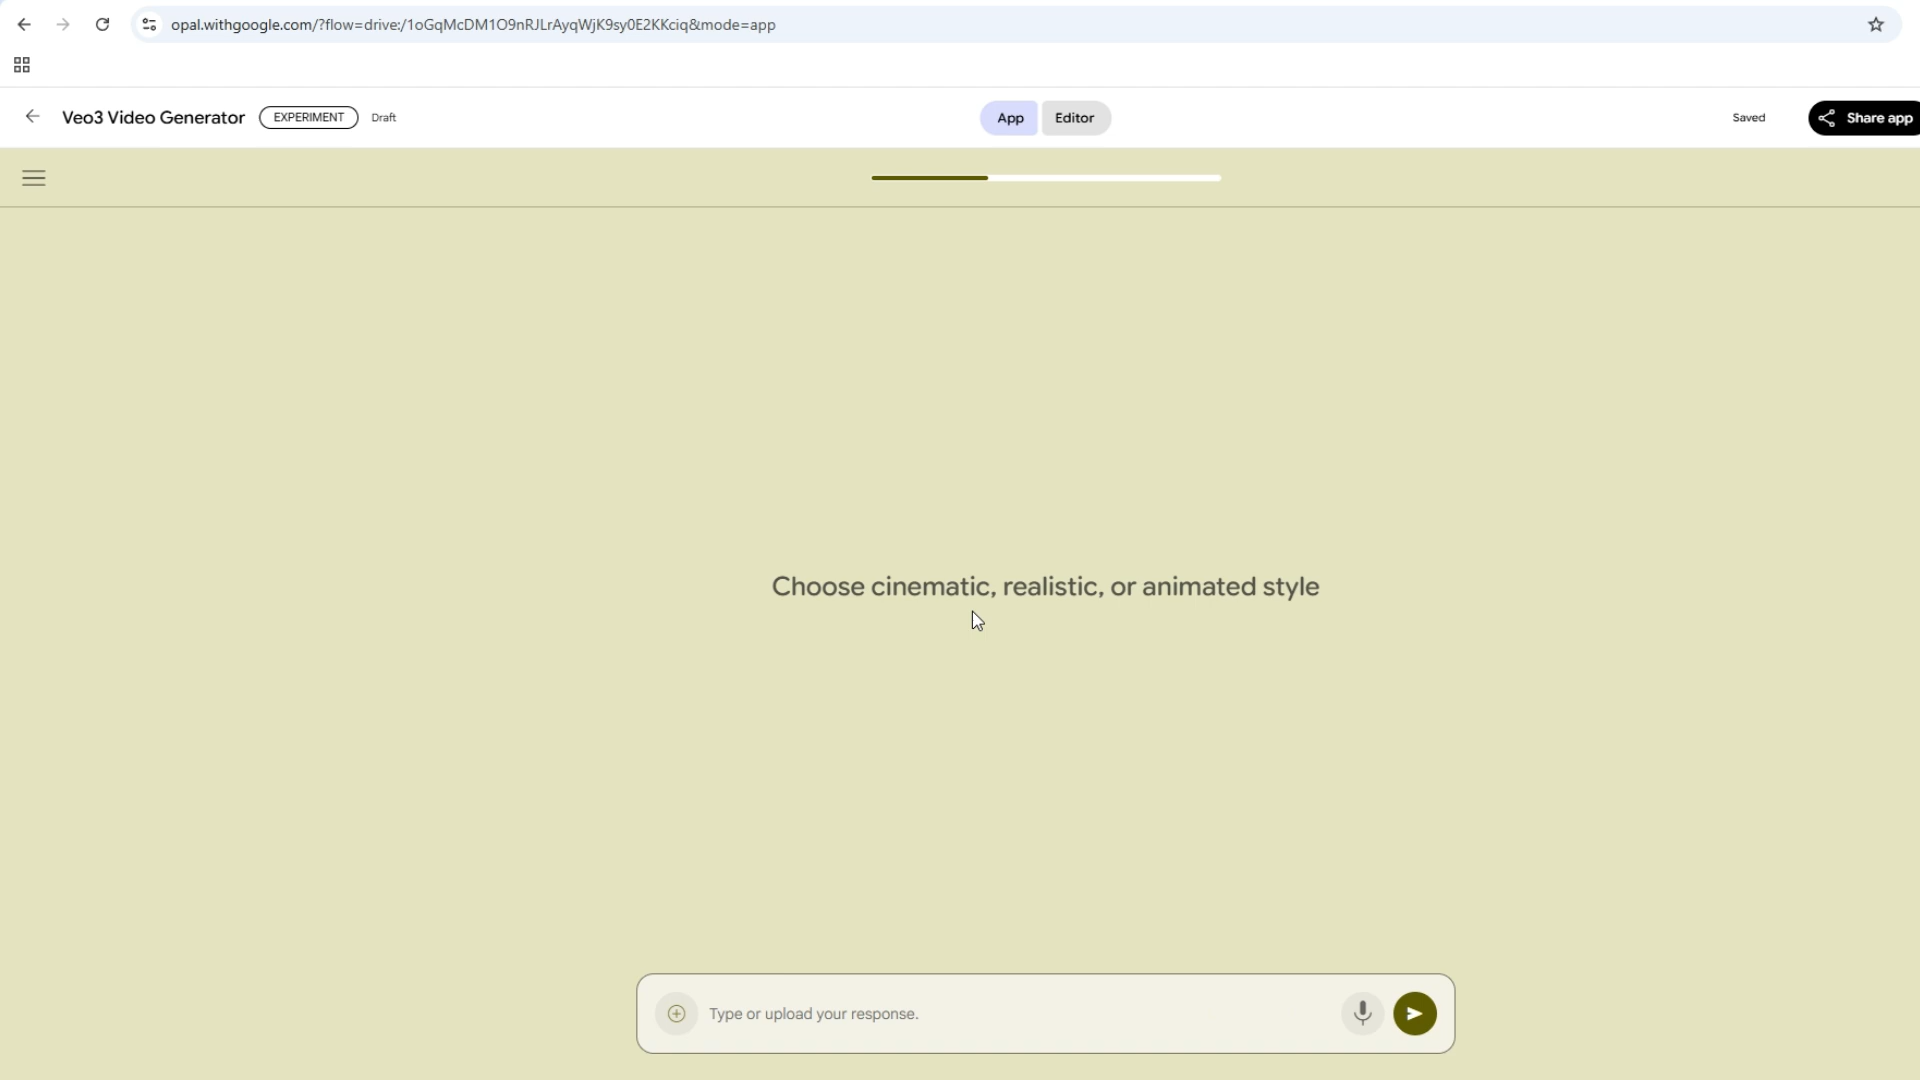 opal.withgoogle.com/?flow=drive:/1oGqMcDM1O9nRJLrAyqWjK9sy0E2KKciq&mode=app
Veo3 Video Generator EXPERIMENT Draft App Editor Saved Share app
Choose cinematic, realistic, or animated style
Type or upload your response.